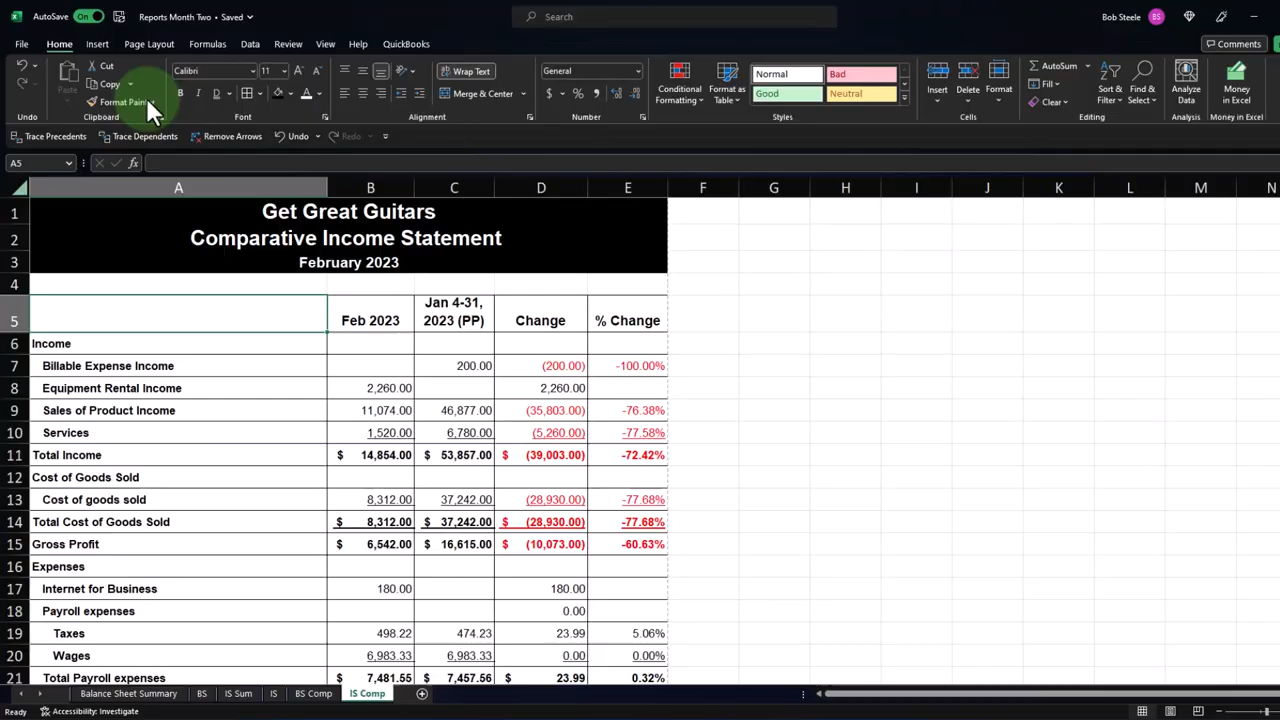 AutoSave On Reports Month Two • Saved Search Bob Steele BS
File Home Insert Page Layout Formulas Data Review View Help QuickBooks Comments
Undo
Paste Cut Copy Format Painter Clipboard
Calibri 11 B I D Font
Wrap Text Merge & Center Alignment
General $ % Number
Conditional Formatting Format as Table Normal Bad Good Neutral Styles
Insert Delete Format Cells
AutoSum Fill Clear Sort & Filter Find & Select Editing
Analyze Data Analysis
Money in Excel Money in Excel
Trace Precedents Trace Dependents Remove Arrows Undo Redo
A5 fx
A B C D E F G H I J K L M N
1 Get Great Guitars
2 Comparative Income Statement
3 February 2023
4
5 Feb 2023 Jan 4-31, 2023 (PP) Change % Change
6 Income
7 Billable Expense Income 200.00 (200.00) -100.00%
8 Equipment Rental Income 2,260.00 2,260.00
9 Sales of Product Income 11,074.00 46,877.00 (35,803.00) -76.38%
10 Services 1,520.00 6,780.00 (5,260.00) -77.58%
11 Total Income $ 14,854.00 $ 53,857.00 $ (39,003.00) -72.42%
12 Cost of Goods Sold
13 Cost of goods sold 8,312.00 37,242.00 (28,930.00) -77.68%
14 Total Cost of Goods Sold $ 8,312.00 $ 37,242.00 $ (28,930.00) -77.68%
15 Gross Profit $ 6,542.00 $ 16,615.00 $ (10,073.00) -60.63%
16 Expenses
17 Internet for Business 180.00 180.00
18 Payroll expenses 0.00
19 Taxes 498.22 474.23 23.99 5.06%
20 Wages 6,983.33 6,983.33 0.00 0.00%
21 Total Payroll expenses $ 7,481.55 $ 7,457.56 $ 23.99 0.32%
Balance Sheet Summary BS IS Sum IS BS Comp IS Comp
Ready Accessibility: Investigate